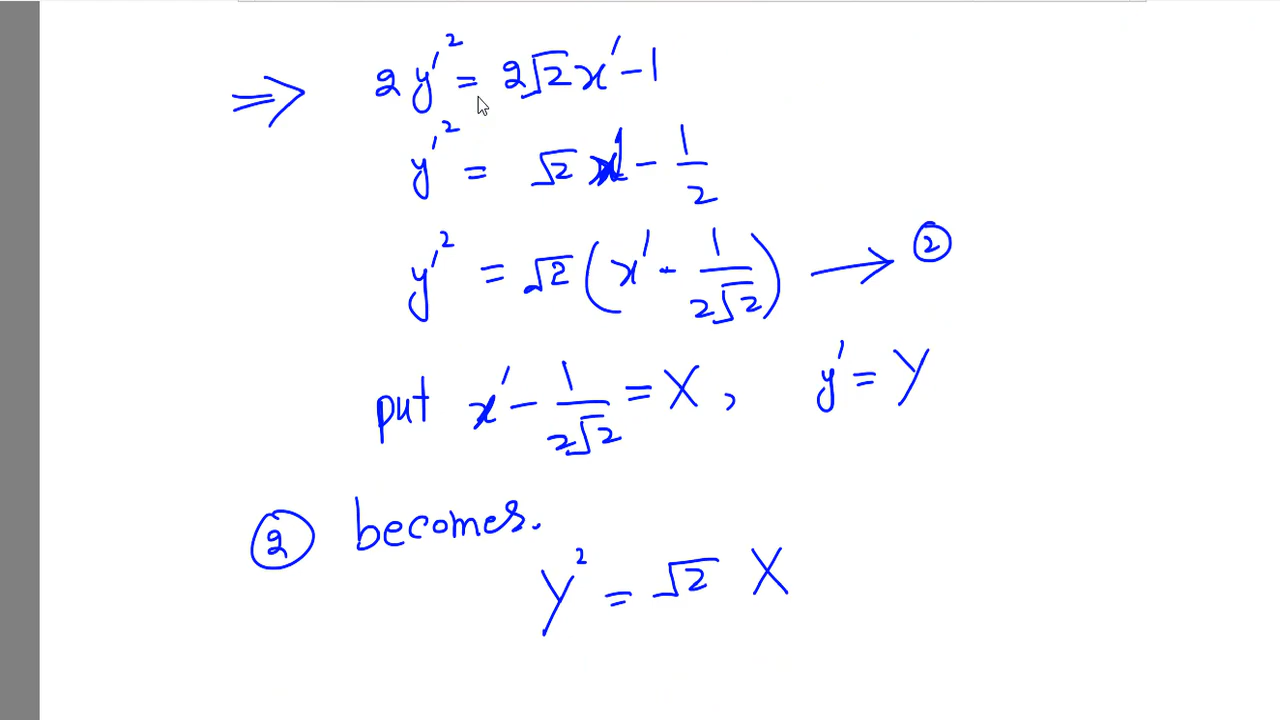 ⇒ 2y'² = 2√2x' - 1
y'² = √2 x' - 1/2
y'² = √2 (x' - 1/(2√2)) → ②
put x' - 1/(2√2) = X, y' = Y
② becomes.
Y² = √2 X